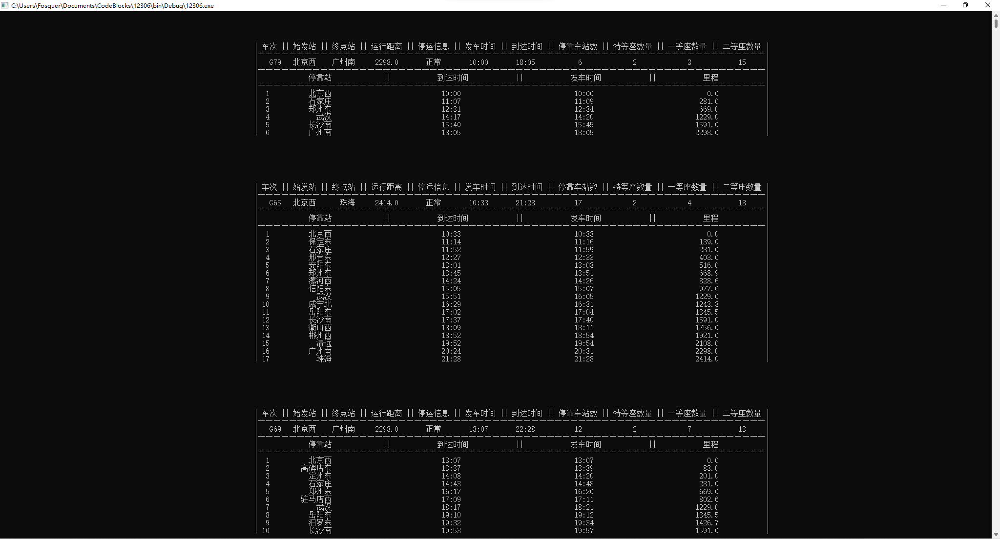 C:\Users\Fosquer\Documents\CodeBlocks\12306\bin\Debug\12306.exe
| 车次 || 始发站 || 终点站 || 运行距离 || 停运信息 || 发车时间 || 到达时间 || 停靠车站数 || 特等座数量 || 一等座数量 || 二等座数量 |
G79 北京西 广州南 2298.0 正常 10:00 18:05 6 2 3 15
停靠站 || 到达时间 || 发车时间 || 里程
1 北京西 10:00 10:00 0.0
2 石家庄 11:07 11:09 281.0
3 郑州东 12:31 12:34 669.0
4 武汉 14:17 14:20 1229.0
5 长沙南 15:40 15:45 1591.0
6 广州南 18:05 18:05 2298.0
| 车次 || 始发站 || 终点站 || 运行距离 || 停运信息 || 发车时间 || 到达时间 || 停靠车站数 || 特等座数量 || 一等座数量 || 二等座数量 |
G65 北京西 珠海 2414.0 正常 10:33 21:28 17 2 4 18
停靠站 || 到达时间 || 发车时间 || 里程
1 北京西 10:33 10:33 0.0
2 保定东 11:14 11:16 139.0
3 石家庄 11:52 11:59 281.0
4 邢台东 12:27 12:33 403.0
5 安阳东 13:01 13:03 516.0
6 郑州东 13:45 13:51 668.9
7 漯河西 14:24 14:26 828.6
8 信阳东 15:05 15:07 977.6
9 武汉 15:51 16:05 1229.0
10 咸宁北 16:29 16:31 1243.3
11 岳阳东 17:02 17:04 1345.5
12 长沙南 17:37 17:40 1591.0
13 衡山西 18:09 18:11 1756.0
14 郴州西 18:52 18:54 1921.0
15 清远 19:52 19:54 2108.0
16 广州南 20:24 20:31 2298.0
17 珠海 21:28 21:28 2414.0
| 车次 || 始发站 || 终点站 || 运行距离 || 停运信息 || 发车时间 || 到达时间 || 停靠车站数 || 特等座数量 || 一等座数量 || 二等座数量 |
G69 北京西 广州南 2298.0 正常 13:07 22:28 12 2 7 13
停靠站 || 到达时间 || 发车时间 || 里程
1 北京西 13:07 13:07 0.0
2 高碑店东 13:37 13:39 83.0
3 定州东 14:08 14:20 201.0
4 石家庄 14:43 14:48 281.0
5 郑州东 16:17 16:20 669.0
6 驻马店西 17:09 17:11 802.6
7 武汉 18:17 18:21 1229.0
8 岳阳东 19:10 19:12 1345.5
9 汨罗东 19:32 19:34 1426.7
10 长沙南 19:53 19:57 1591.0